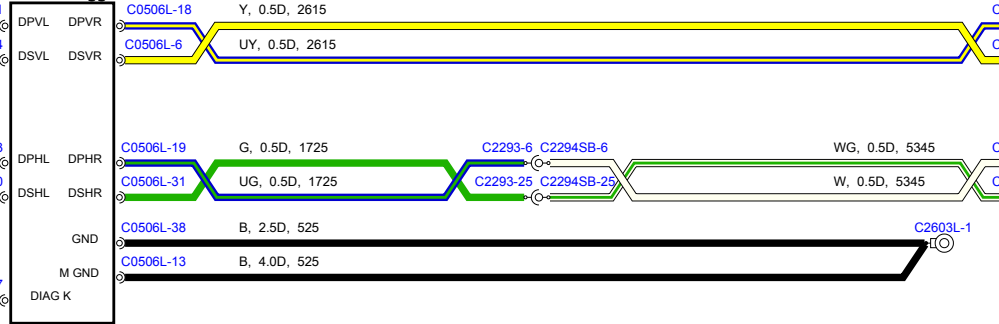 DPVL DPVR C0506L-18 Y, 0.5D, 2615
DSVL DSVR C0506L-6 UY, 0.5D, 2615
DPHL DPHR C0506L-19 G, 0.5D, 1725 C2293-6 C2294SB-6 WG, 0.5D, 5345
DSHL DSHR C0506L-31 UG, 0.5D, 1725 C2293-25 C2294SB-25 W, 0.5D, 5345
GND C0506L-38 B, 2.5D, 525 C2603L-1
M GND C0506L-13 B, 4.0D, 525
DIAG K